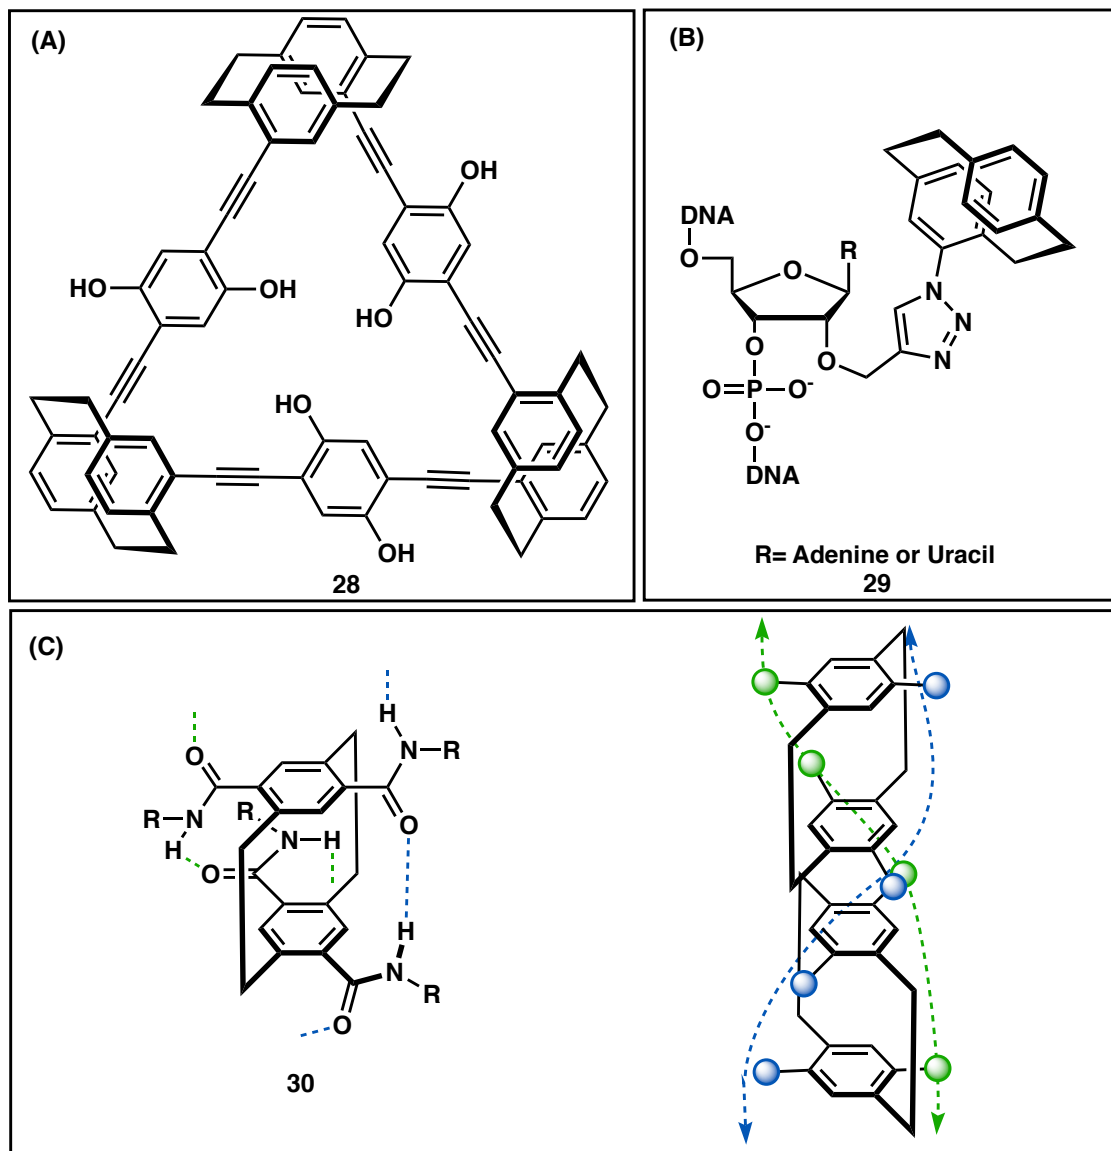 (A)
OH
HO
OH
HO
HO
OH
28
(B)
DNA
O
O
R
N
N
N
O
O
O=P-O-
O-
DNA
R= Adenine or Uracil
29
(C)
H
O
N-R
R-N
R
N-H
H
O
O
H
N
R
O
30